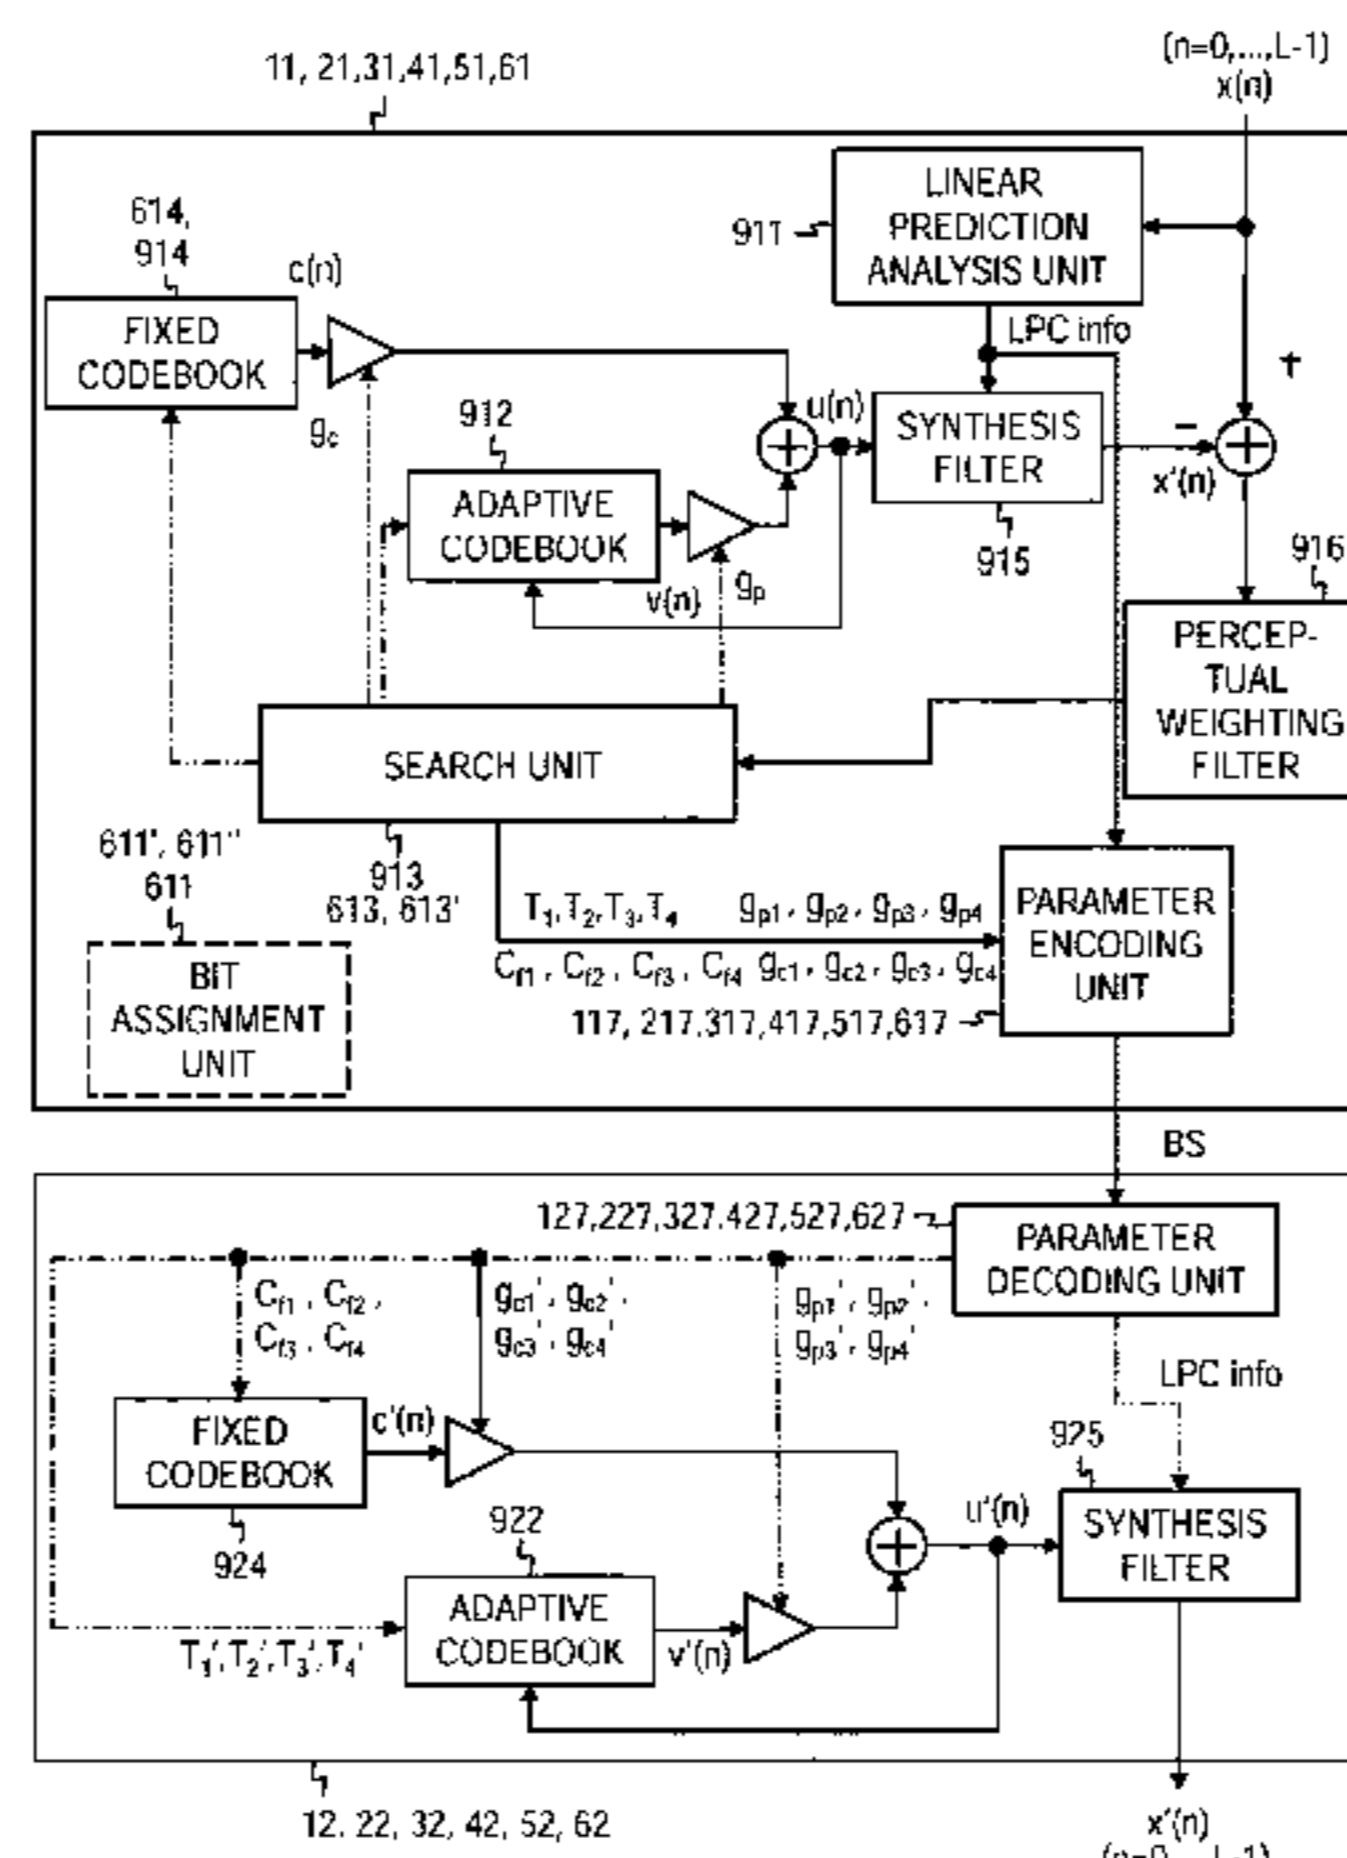 (n=0,...,L-1)
x(n)
11, 21,31,41,51,61
LINEAR
PREDICTION
ANALYSIS UNIT
911
614,
914
c(n)
FIXED
CODEBOOK
LPC info
+
gc
912
u(n)
SYNTHESIS
FILTER
−
x'(n)
915
ADAPTIVE
CODEBOOK
v(n)
gp
916
PERCEP-
TUAL
WEIGHTING
FILTER
SEARCH UNIT
611', 611''
611
913
613, 613'
T1,T2,T3,T4
gp1, gp2, gp3, gp4
Cf1, Cf2, Cf3, Cf4
gc1, gc2, gc3, gc4
PARAMETER
ENCODING
UNIT
117, 217,317,417,517,617
BIT
ASSIGNMENT
UNIT
BS
127,227,327.427,527,627
PARAMETER
DECODING UNIT
Cf1, Cf2,
Cf3, Cf4
gc1', gc2',
gc3', gc4'
gp1', gp2',
gp3', gp4'
LPC info
FIXED
CODEBOOK
c'(n)
924
925
922
u'(n)
SYNTHESIS
FILTER
ADAPTIVE
CODEBOOK
v'(n)
T1',T2',T3',T4'
12. 22, 32, 42, 52, 62
x'(n)
(n=0,...,L-1)